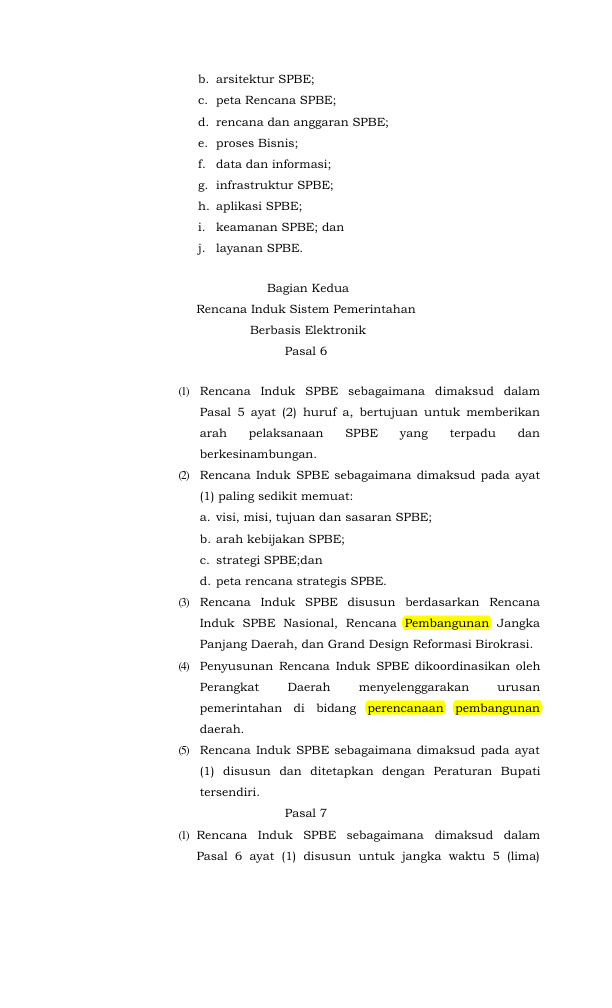 b. arsitektur SPBE;
c. peta Rencana SPBE;
d. rencana dan anggaran SPBE;
e. proses Bisnis;
f. data dan informasi;
g. infrastruktur SPBE;
h. aplikasi SPBE;
i. keamanan SPBE; dan
j. layanan SPBE.
Bagian Kedua
Rencana Induk Sistem Pemerintahan
Berbasis Elektronik
Pasal 6
(1) Rencana Induk SPBE sebagaimana dimaksud dalam
Pasal 5 ayat (2) huruf a, bertujuan untuk memberikan
arah pelaksanaan SPBE yang terpadu dan
berkesinambungan.
(2) Rencana Induk SPBE sebagaimana dimaksud pada ayat
(1) paling sedikit memuat:
a. visi, misi, tujuan dan sasaran SPBE;
b. arah kebijakan SPBE;
c. strategi SPBE;dan
d. peta rencana strategis SPBE.
(3) Rencana Induk SPBE disusun berdasarkan Rencana
Induk SPBE Nasional, Rencana Pembangunan Jangka
Panjang Daerah, dan Grand Design Reformasi Birokrasi.
(4) Penyusunan Rencana Induk SPBE dikoordinasikan oleh
Perangkat Daerah menyelenggarakan urusan
pemerintahan di bidang perencanaan pembangunan
daerah.
(5) Rencana Induk SPBE sebagaimana dimaksud pada ayat
(1) disusun dan ditetapkan dengan Peraturan Bupati
tersendiri.
Pasal 7
(1) Rencana Induk SPBE sebagaimana dimaksud dalam
Pasal 6 ayat (1) disusun untuk jangka waktu 5 (lima)